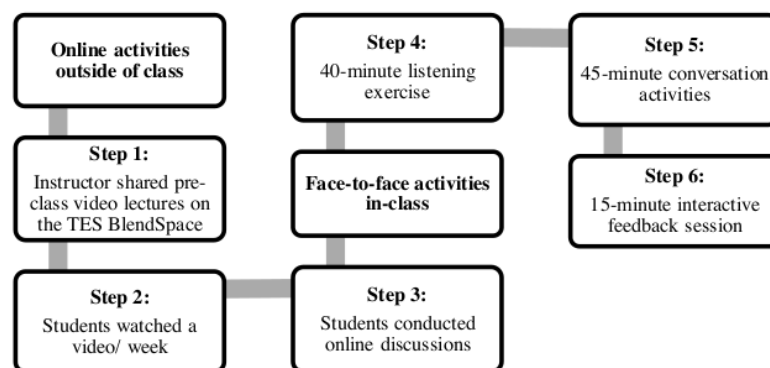 Online activities
outside of class
Step 1:
Instructor shared pre-
class video lectures on
the TES BlendSpace
Step 2:
Students watched a
video/ week
Step 3:
Students conducted
online discussions
Face-to-face activities
in-class
Step 4:
40-minute listening
exercise
Step 5:
45-minute conversation
activities
Step 6:
15-minute interactive
feedback session